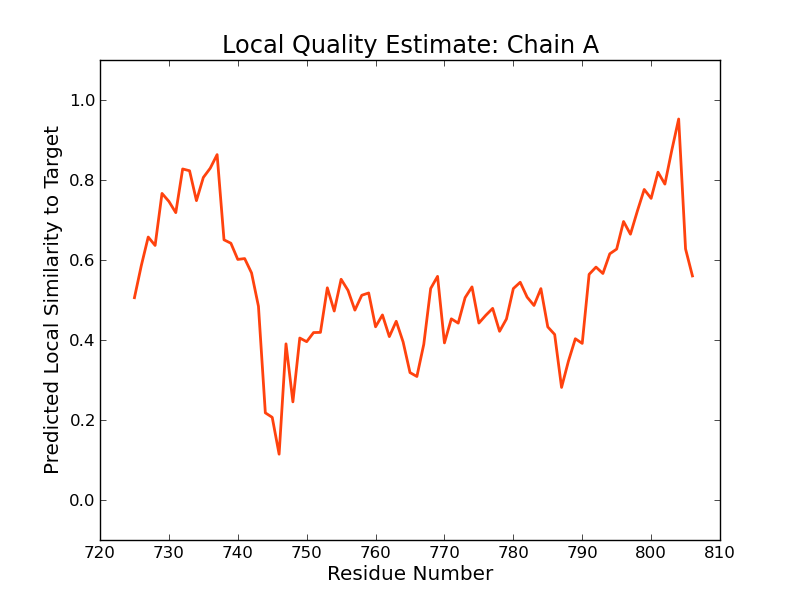 Local Quality Estimate: Chain A
Predicted Local Similarity to Target
1.0
0.8
0.6
0.4
0.2
0.0
720 730 740 750 760 770 780 790 800 810
Residue Number